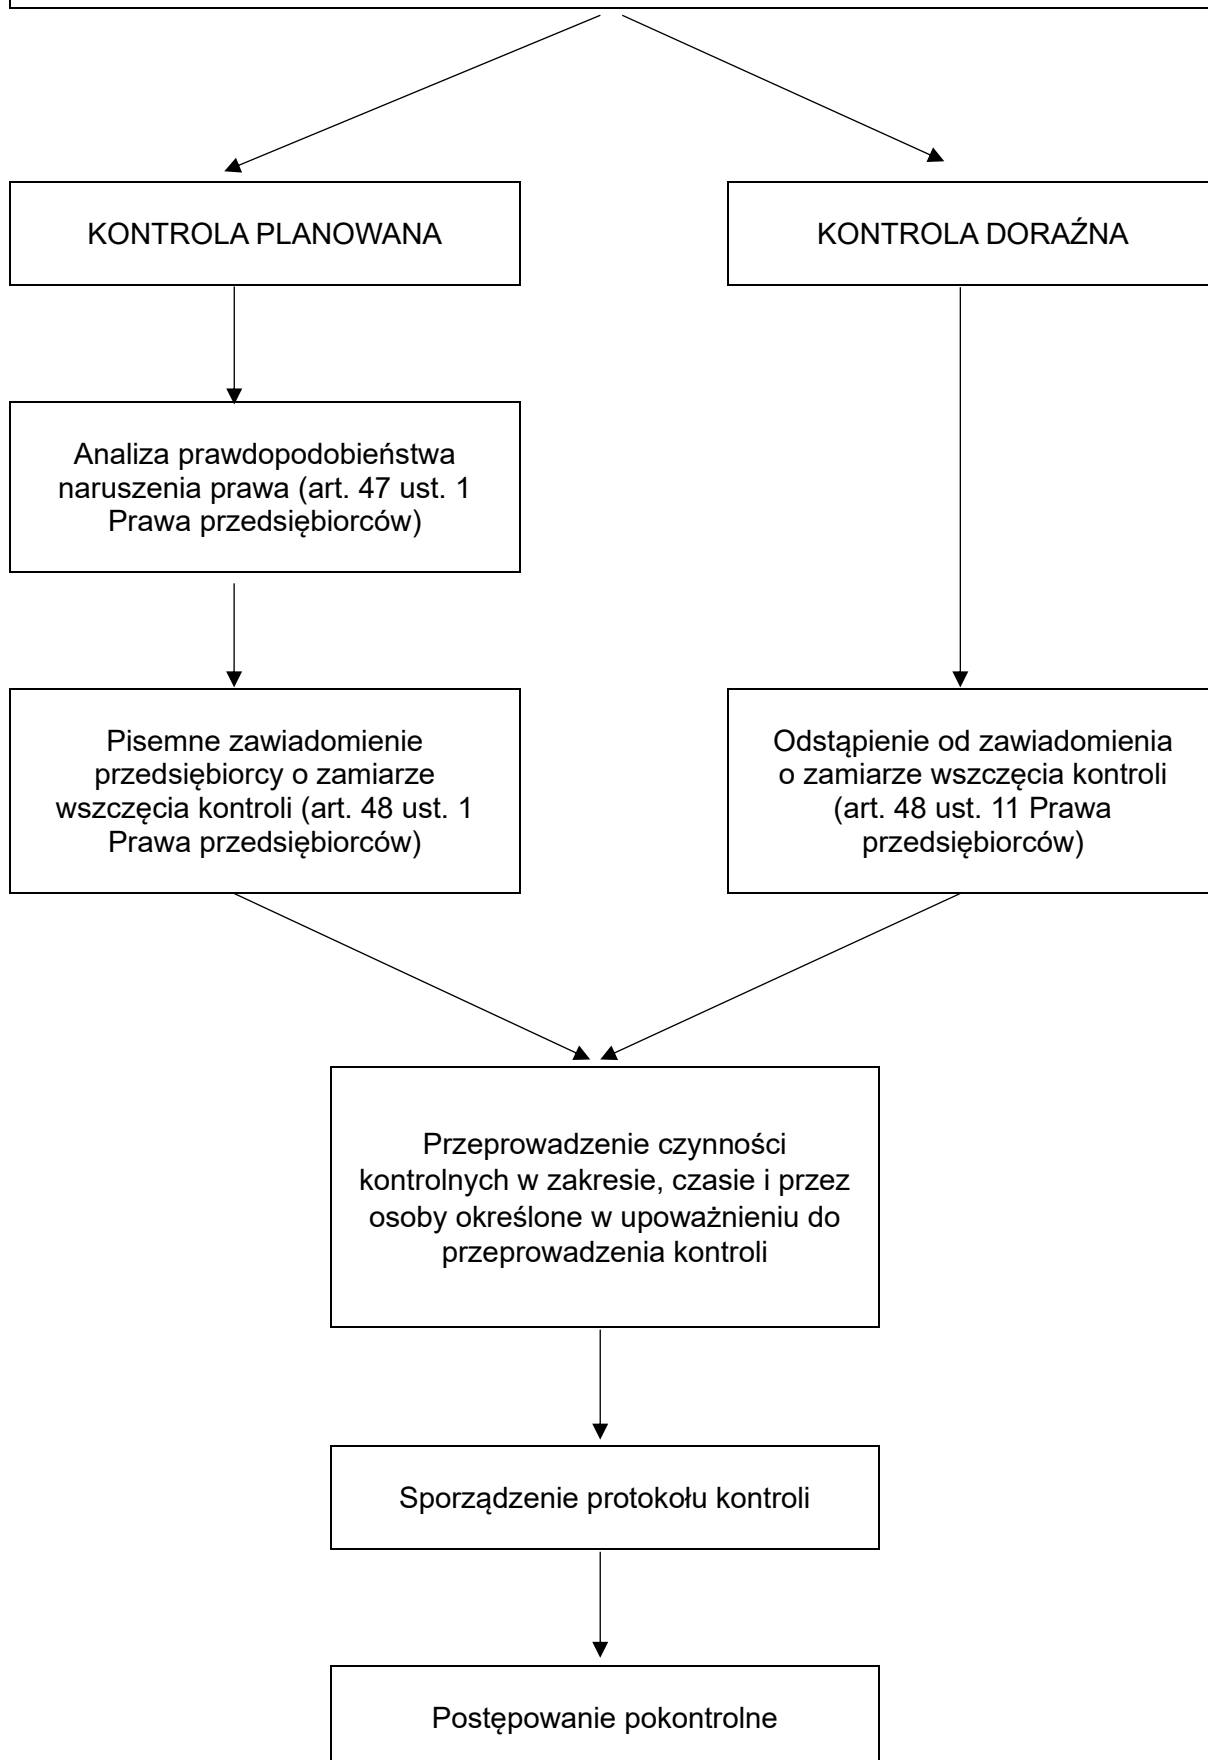 KONTROLA PLANOWANA
KONTROLA DORAŹNA
Analiza prawdopodobieństwa
naruszenia prawa (art. 47 ust. 1
Prawa przedsiębiorców)
Pisemne zawiadomienie
przedsiębiorcy o zamiarze
wszczęcia kontroli (art. 48 ust. 1
Prawa przedsiębiorców)
Odstąpienie od zawiadomienia
o zamiarze wszczęcia kontroli
(art. 48 ust. 11 Prawa
przedsiębiorców)
Przeprowadzenie czynności
kontrolnych w zakresie, czasie i przez
osoby określone w upoważnieniu do
przeprowadzenia kontroli
Sporządzenie protokołu kontroli
Postępowanie pokontrolne